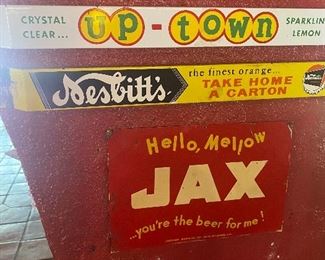 CRYSTAL CLEAR...
up-town
SPARKLIN
LEMON
Nesbitt's
the finest orange...
TAKE HOME
A CARTON
Hello, Mellow
JAX
...you're the beer for me!